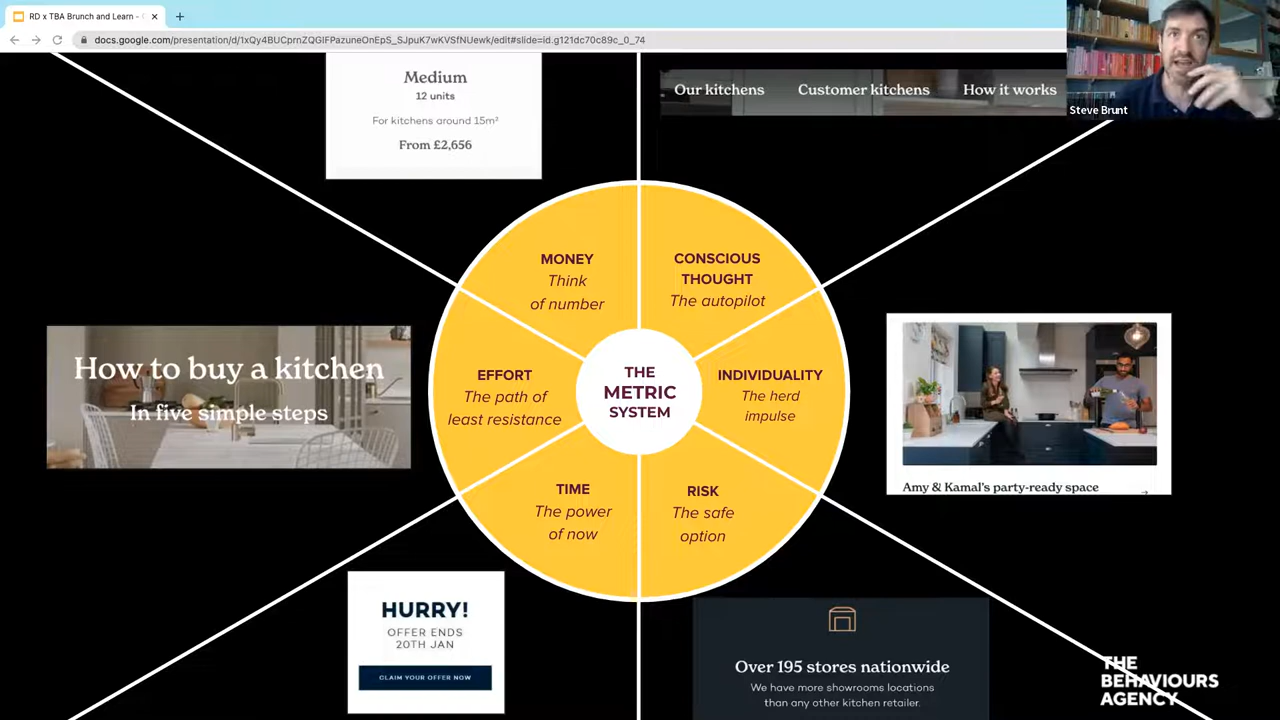 RD x TBA Brunch and Learn -
docs.google.com/presentation/d/1xQy4BUCprnZQGIFPazuneOnEpS_SJpuK7wKVSfNUewk/edit#slide=id.g121dc70c89c_0_74
Steve Brunt
Medium
12 units
For kitchens around 15m²
From £2,656
Our kitchens Customer kitchens How it works
MONEY
Think
of number
CONSCIOUS
THOUGHT
The autopilot
How to buy a kitchen
In five simple steps
EFFORT
The path of
least resistance
THE
METRIC
SYSTEM
INDIVIDUALITY
The herd
impulse
Amy & Kamal's party-ready space
TIME
The power
of now
RISK
The safe
option
HURRY!
OFFER ENDS
20TH JAN
CLAIM YOUR OFFER NOW
Over 195 stores nationwide
We have more showrooms locations
than any other kitchen retailer.
THE
BEHAVIOURS
AGENCY